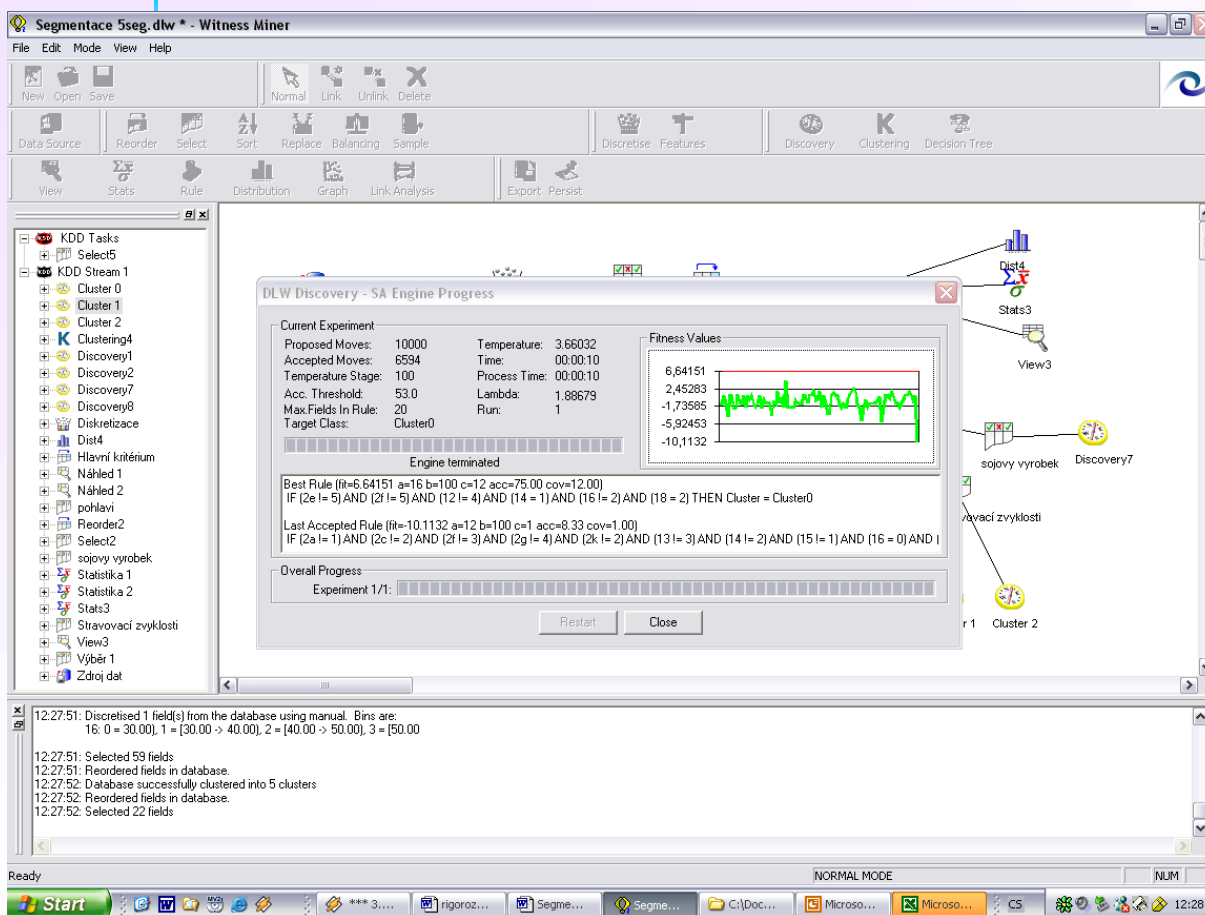 Segmentace 5seg.dlw * - Witness Miner
File Edit Mode View Help
New Open Save Normal Link Unlink Delete
Data Source Reorder Select Sort Replace Balancing Sample Discretise Features Discovery Clustering Decision Tree
View Stats Rule Distribution Graph Link Analysis Export Persist
KDD Tasks
Select5
KDD Stream 1
Cluster 0
Cluster 1
Cluster 2
Clustering4
Discovery1
Discovery2
Discovery7
Discovery8
Diskretizace
Dist4
Hlavní kritérium
Náhled 1
Náhled 2
pohlavi
Reorder2
Select2
sojovy vyrobek
Statistika 1
Statistika 2
Stats3
Stravovací zvyklosti
View3
Výběr 1
Zdroj dat
Dist4
Stats3
View3
sojovy vyrobek
Discovery7
vovací zvyklosti
r 1
Cluster 2
DLW Discovery - SA Engine Progress
Current Experiment
Proposed Moves: 10000 Temperature: 3.66032
Accepted Moves: 6594 Time: 00:00:10
Temperature Stage: 100 Process Time: 00:00:10
Acc. Threshold: 53.0 Lambda: 1.88679
Max.Fields In Rule: 20 Run: 1
Target Class: Cluster0
Engine terminated
Fitness Values
6,64151
2,45283
-1,73585
-5,92453
-10,1132
Best Rule (fit=6.64151 a=16 b=100 c=12 acc=75.00 cov=12.00)
IF (2e != 5) AND (2f != 5) AND (12 != 4) AND (14 = 1) AND (16 != 2) AND (18 = 2) THEN Cluster = Cluster0
Last Accepted Rule (fit=-10.1132 a=12 b=100 c=1 acc=8.33 cov=1.00)
IF (2a != 1) AND (2c != 2) AND (2f != 3) AND (2g != 4) AND (2k != 2) AND (13 != 3) AND (14 != 2) AND (15 != 1) AND (16 = 0) AND
Overall Progress
Experiment 1/1:
Restart Close
12:27:51: Discretised 1 field(s) from the database using manual. Bins are:
16: 0 = 30.00), 1 = [30.00 -> 40.00), 2 = [40.00 -> 50.00), 3 = [50.00
12:27:51: Selected 59 fields
12:27:51: Reordered fields in database.
12:27:52: Database successfully clustered into 5 clusters
12:27:52: Reordered fields in database.
12:27:52: Selected 22 fields
Ready NORMAL MODE NUM
Start *** 3.... rigoroz... Segme... Segme... C:\Doc... Microso... Microso... CS 12:28